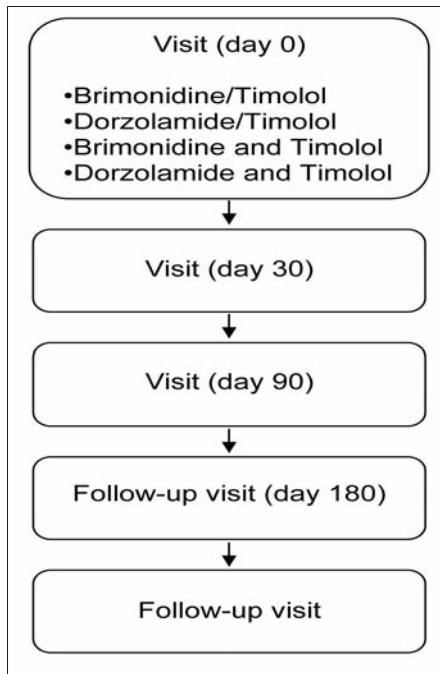 Visit (day 0)
•Brimonidine/Timolol
•Dorzolamide/Timolol
•Brimonidine and Timolol
•Dorzolamide and Timolol
Visit (day 30)
Visit (day 90)
Follow-up visit (day 180)
Follow-up visit